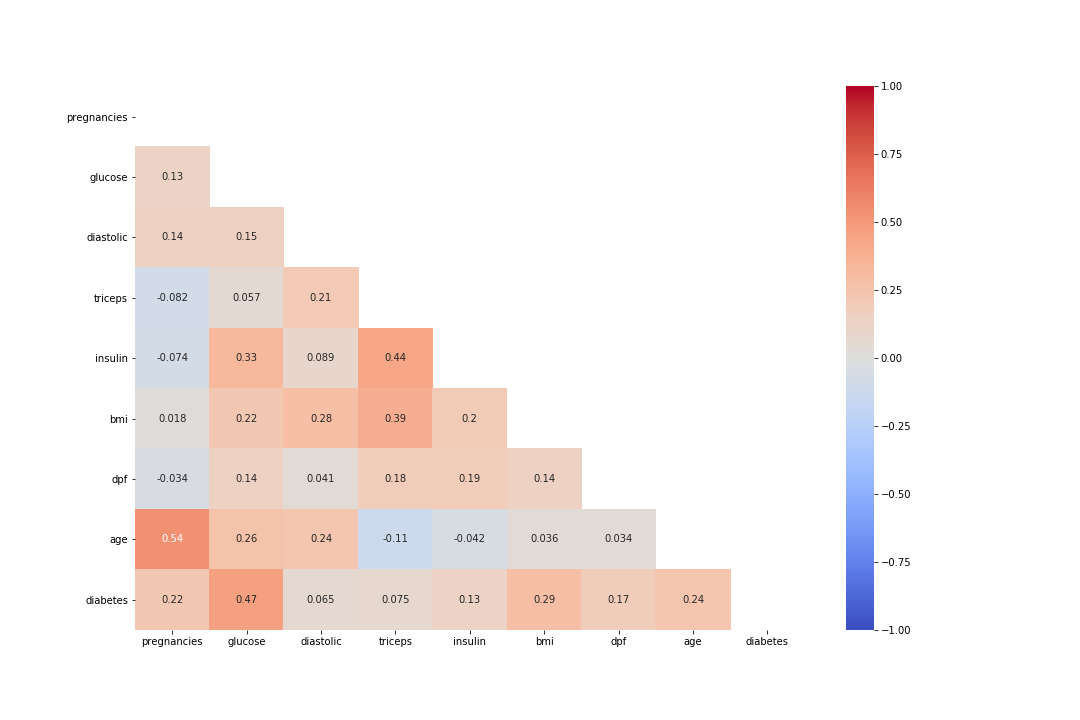 pregnancies
glucose 0.13
diastolic 0.14 0.15
triceps -0.082 0.057 0.21
insulin -0.074 0.33 0.089 0.44
bmi 0.018 0.22 0.28 0.39 0.2
dpf -0.034 0.14 0.041 0.18 0.19 0.14
age 0.54 0.26 0.24 -0.11 -0.042 0.036 0.034
diabetes 0.22 0.47 0.065 0.075 0.13 0.29 0.17 0.24
pregnancies glucose diastolic triceps insulin bmi dpf age diabetes
1.00
0.75
0.50
0.25
0.00
−0.25
−0.50
−0.75
−1.00